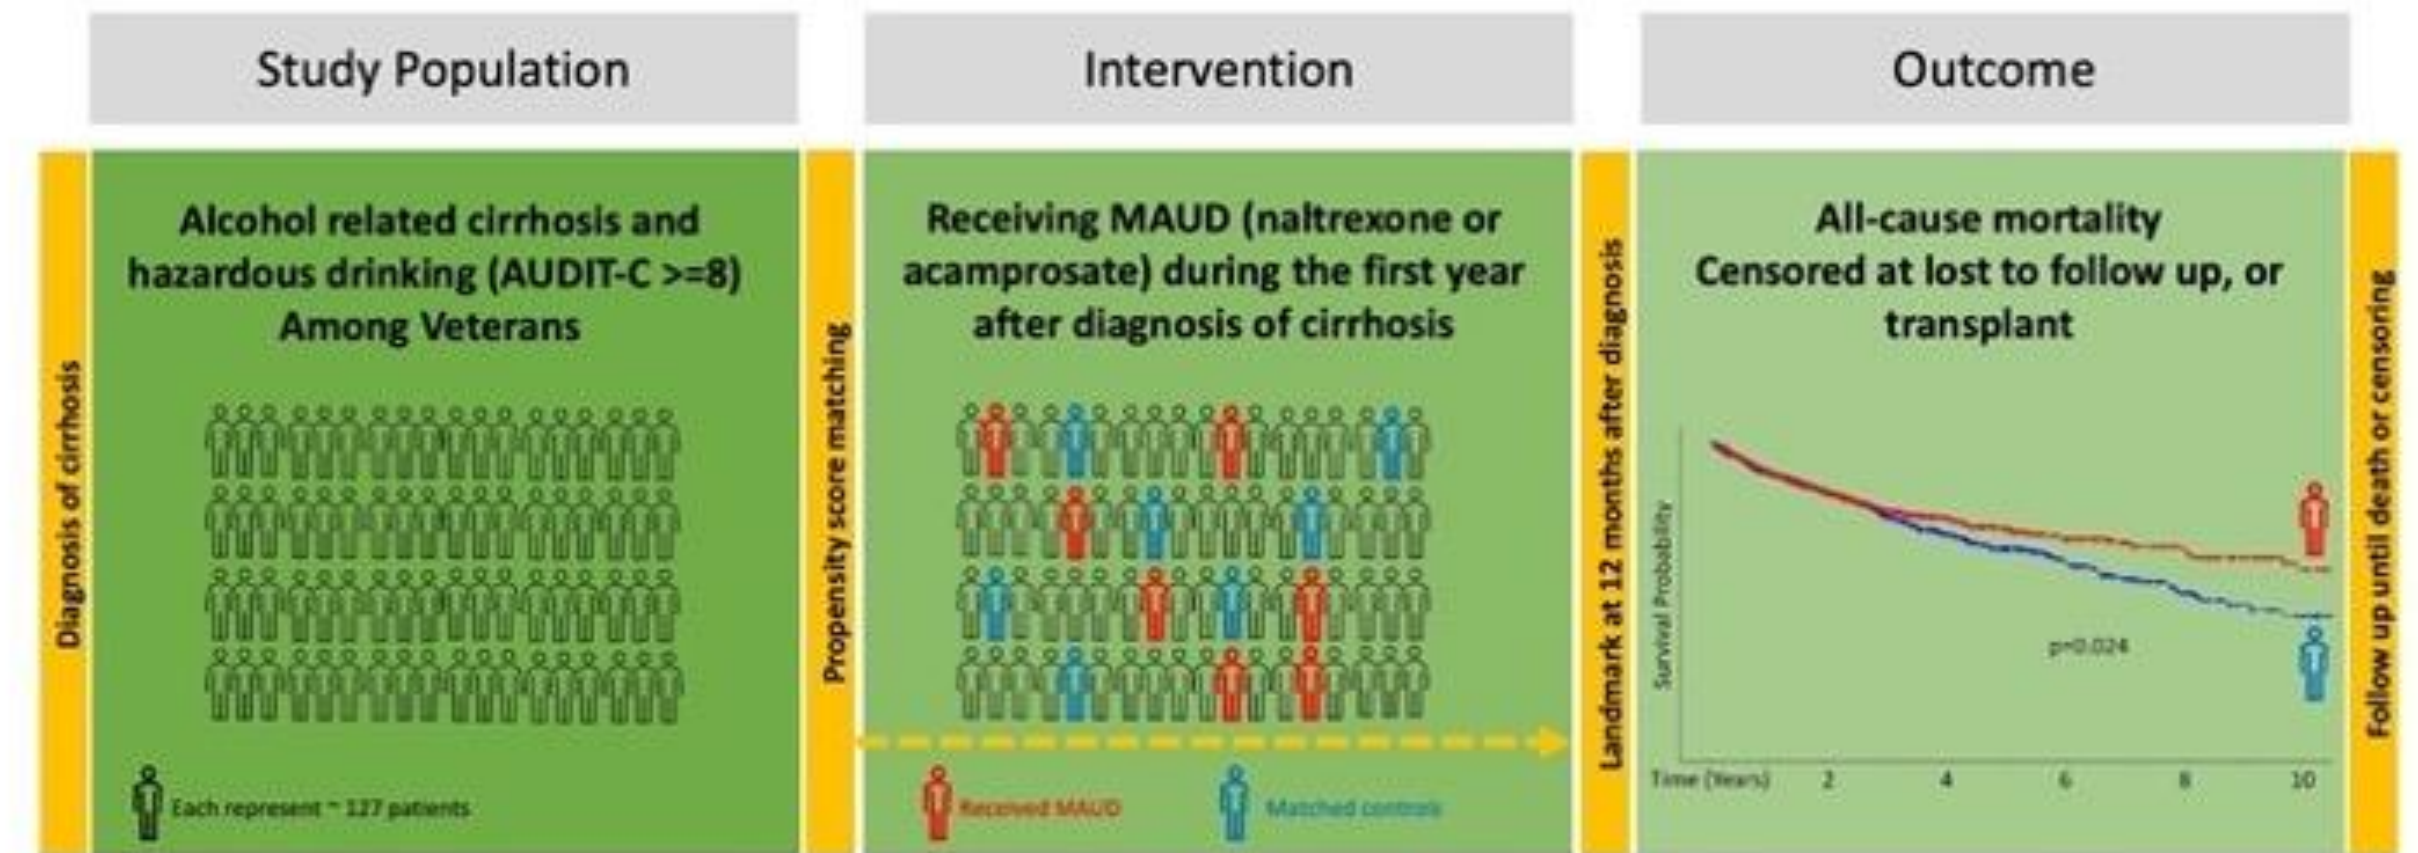 Study Population
Intervention
Outcome
Diagnosis of cirrhosis
Alcohol related cirrhosis and
hazardous drinking (AUDIT-C >=8)
Among Veterans
Each represent ~ 127 patients
Propensity score matching
Receiving MAUD (naltrexone or
acamprosate) during the first year
after diagnosis of cirrhosis
Received MAUD
Matched controls
Landmark at 12 months after diagnosis
All-cause mortality
Censored at lost to follow up, or
transplant
Survival Probability
p=0.024
Time (Years) 2 4 6 8 10
Follow up until death or censoring